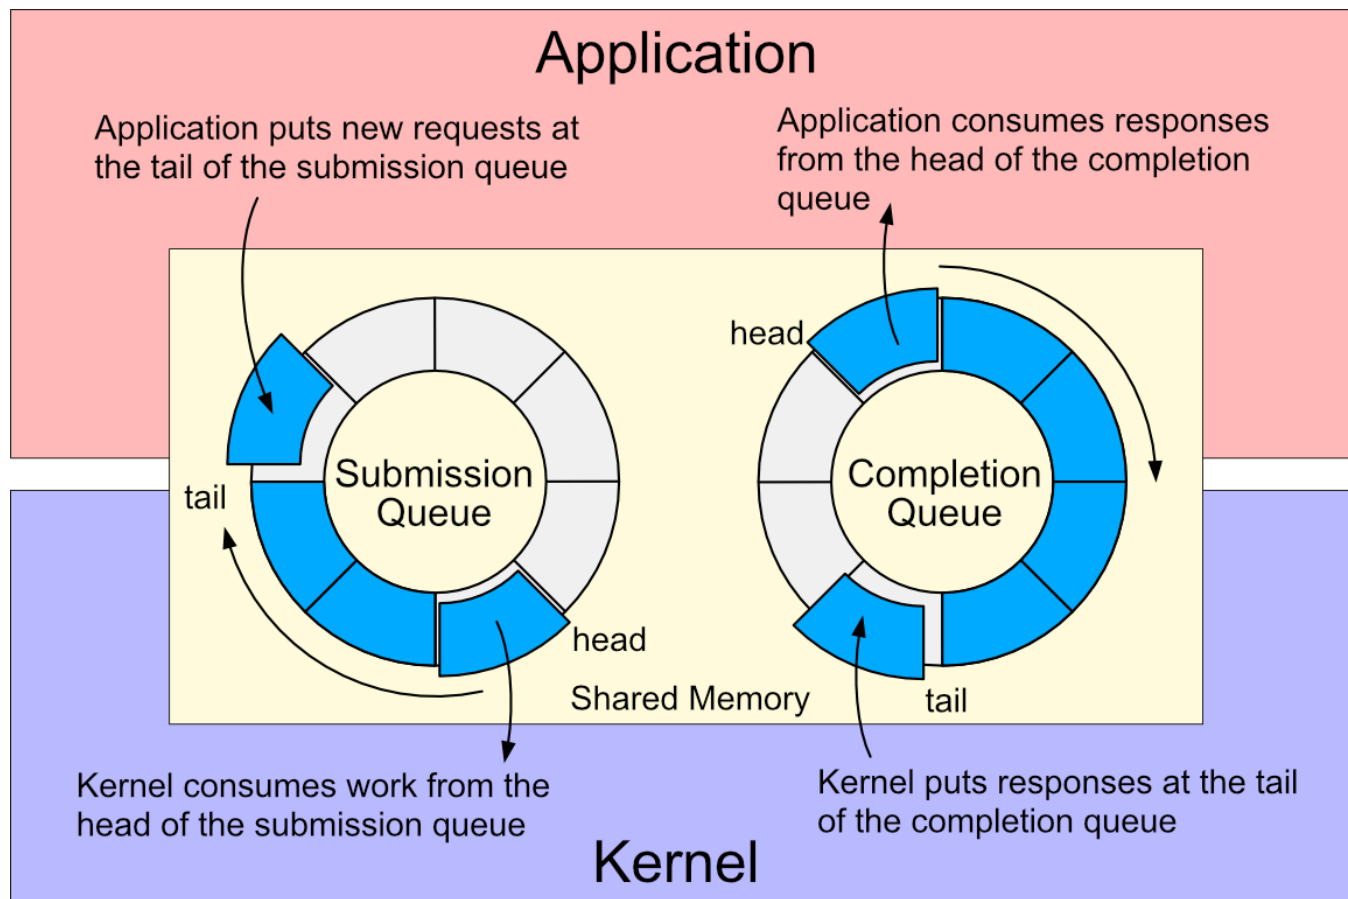 Application
Application puts new requests at
the tail of the submission queue
Application consumes responses
from the head of the completion
queue
head
Submission
Queue
tail
head
Completion
Queue
tail
Shared Memory
Kernel consumes work from the
head of the submission queue
Kernel puts responses at the tail
of the completion queue
Kernel